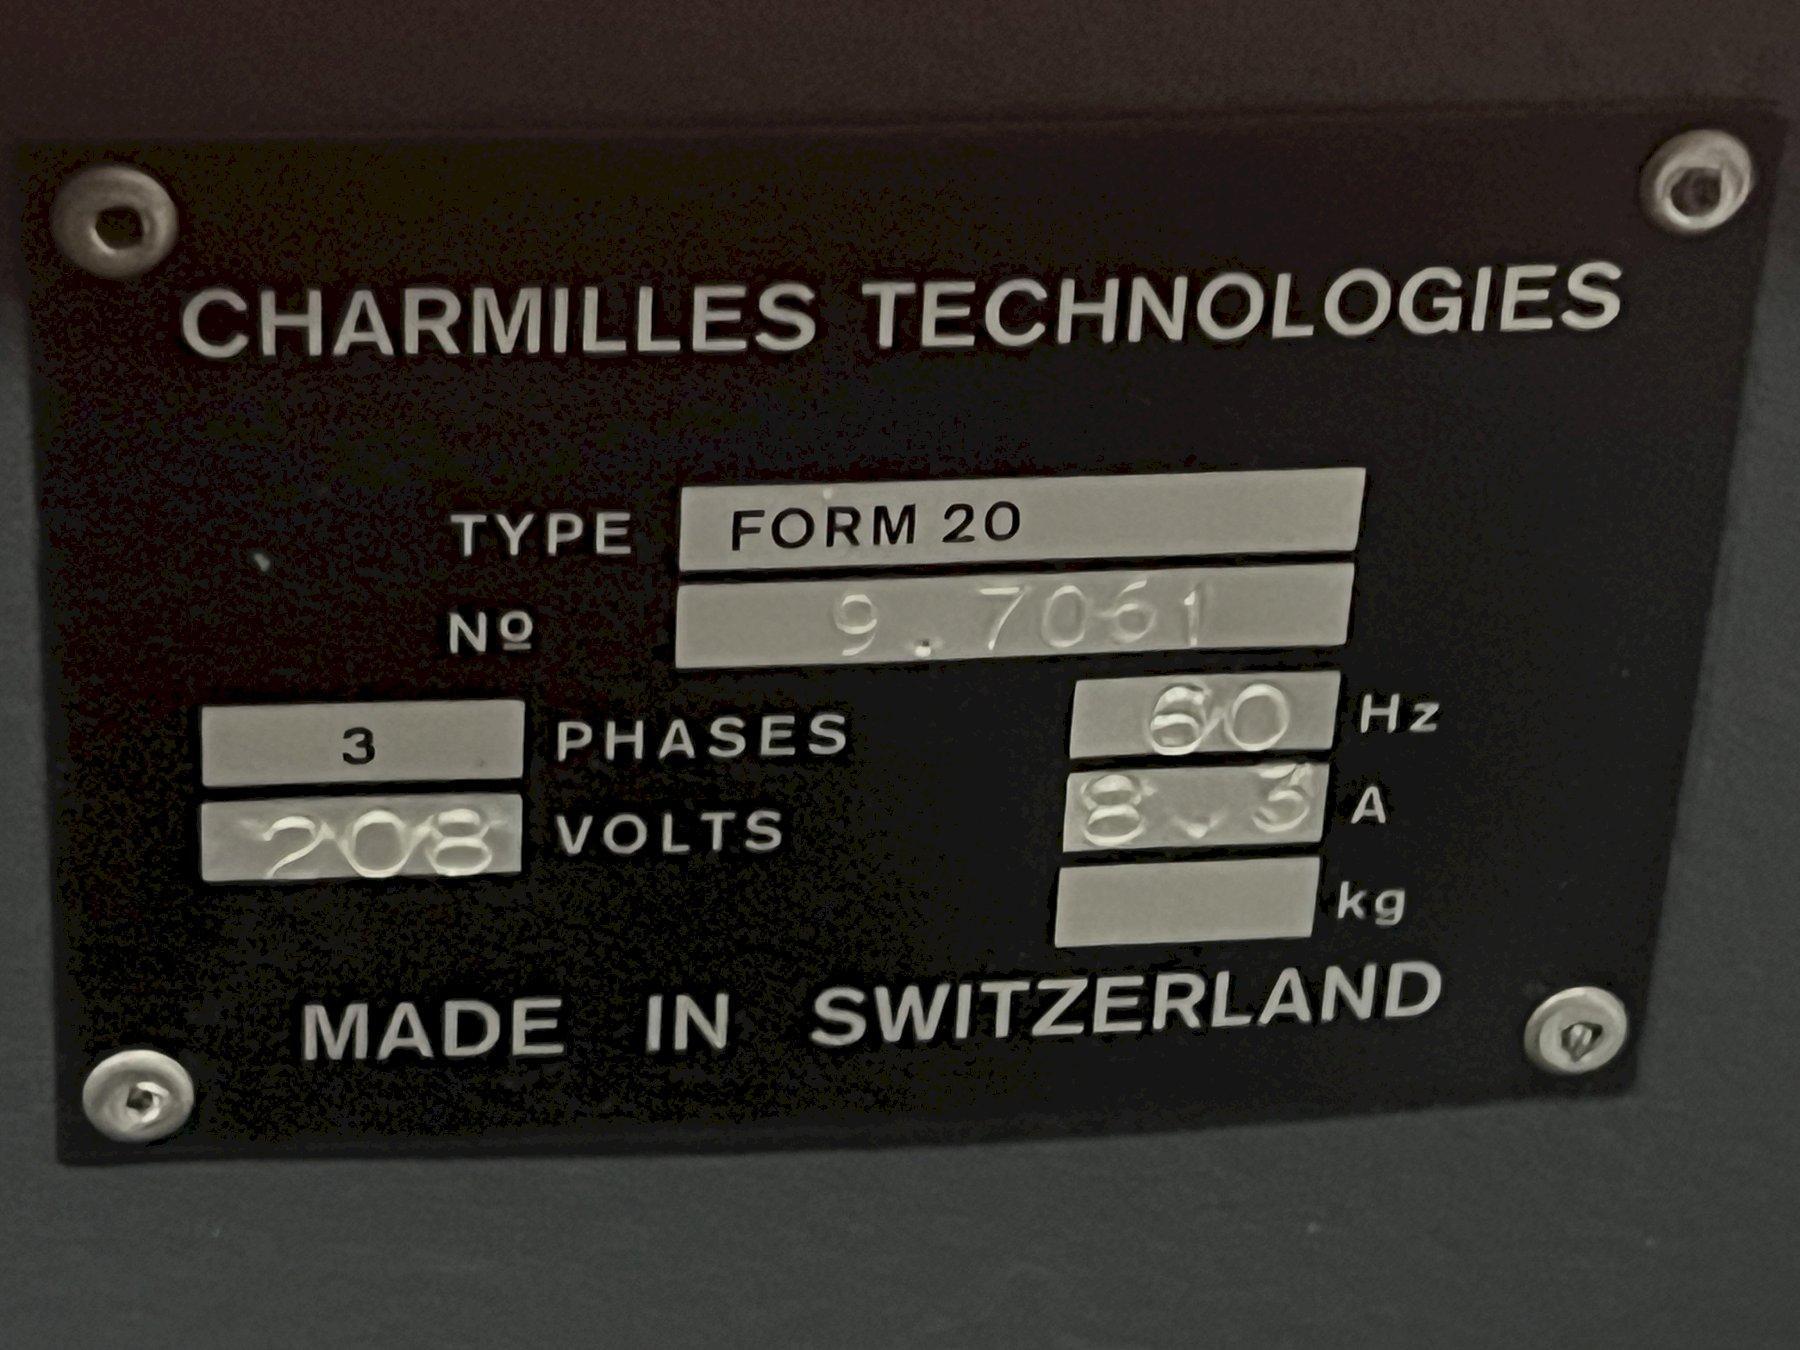 CHARMILLES TECHNOLOGIES
TYPE FORM 20
Nº 9.7061
3 PHASES 60 Hz
208 VOLTS 8.3 A
kg
MADE IN SWITZERLAND